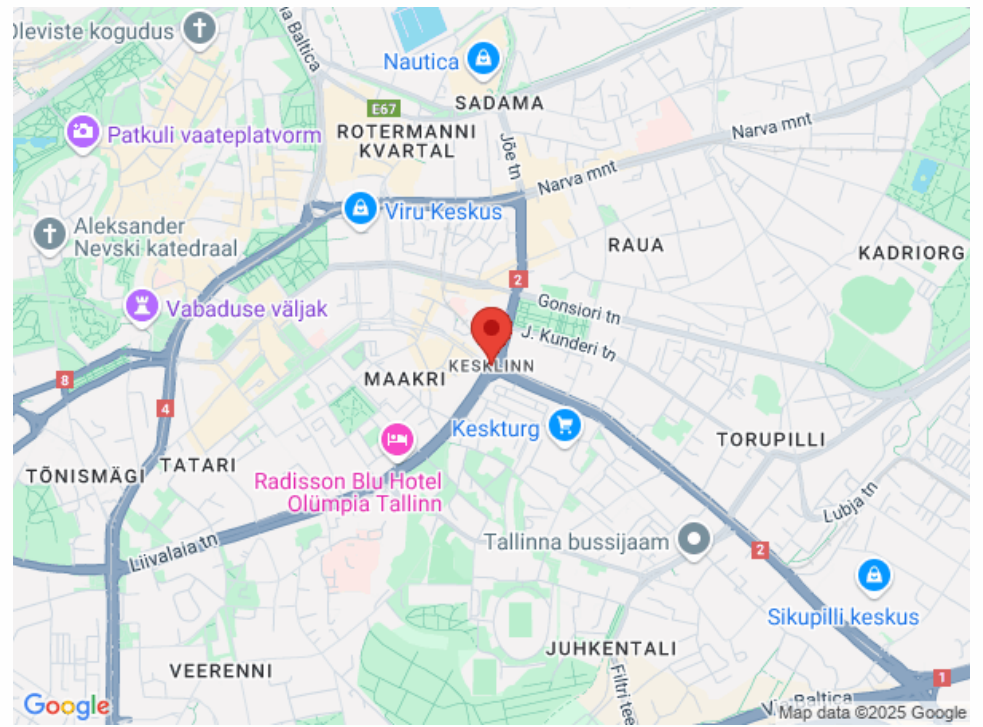 Oleviste kogudus
ia Baltica
Nautica
SADAMA
E67
Patkuli vaateplatvorm
ROTERMANNI
KVARTAL
Jõe tn
Narva mnt
Narva mnt
Viru Keskus
Aleksander
Nevski katedraal
RAUA
KADRIORG
2
Gonsiori tn
Vabaduse väljak
J. Kunderi tn
KESKLINN
8
MAAKRI
4
Keskturg
TORUPILLI
TÕNISMÄGI
TATARI
Radisson Blu Hotel
Olümpia Tallinn
Lubja tn
Liivalaia tn
Tallinna bussijaam
2
Sikupilli keskus
JUHKENTALI
VEERENNI
Filtri tee
1
Baltica
Google
Map data ©2025 Google